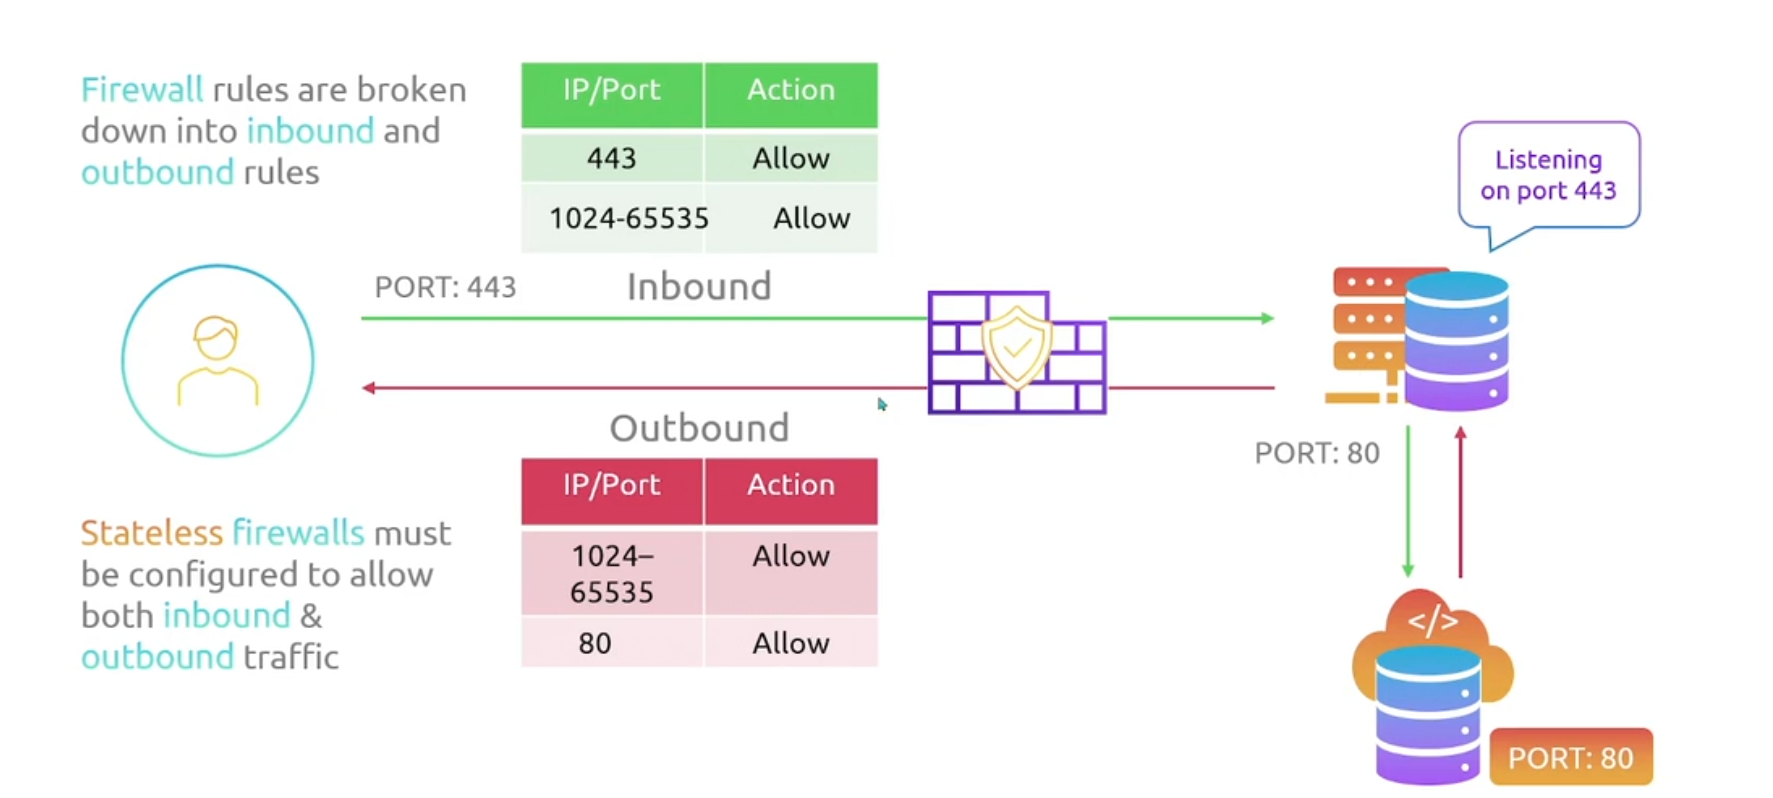 Firewall rules are broken
down into inbound and
outbound rules
IP/Port Action
443 Allow
1024-65535 Allow
Listening
on port 443
PORT: 443
Inbound
Outbound
PORT: 80
IP/Port Action
1024–
65535
Allow
80 Allow
Stateless firewalls must
be configured to allow
both inbound &
outbound traffic
</>
PORT: 80